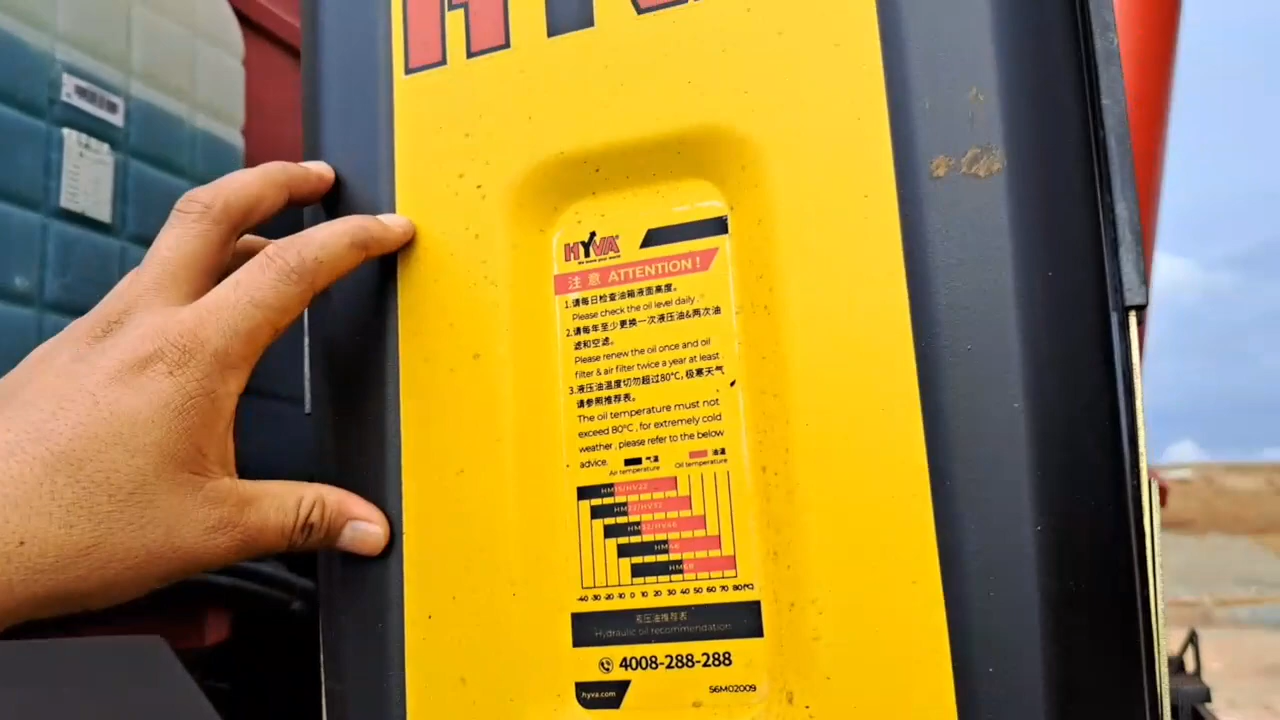 HYVA
HYVA®
注意 ATTENTION!
1.请每日检查油箱液面高度。
Please check the oil level daily.
2.请每年至少更换一次液压油&两次油
滤和空滤。
Please renew the oil once and oil
filter & air filter twice a year at least.
3.液压油温度切勿超过80°C,极寒天气
请参照推荐表。
The oil temperature must not
exceed 80°C, for extremely cold
weather, please refer to the below
advice.
气温
Air temperature
油温
Oil temperature
HM15/HV22
HM46
HM68
-40 -30 -20 -10 0 10 20 30 40 50 60 70 80(°C)
液压油推荐表
Hydraulic oil recommendation
4008-288-288
hyva.com
56M02009